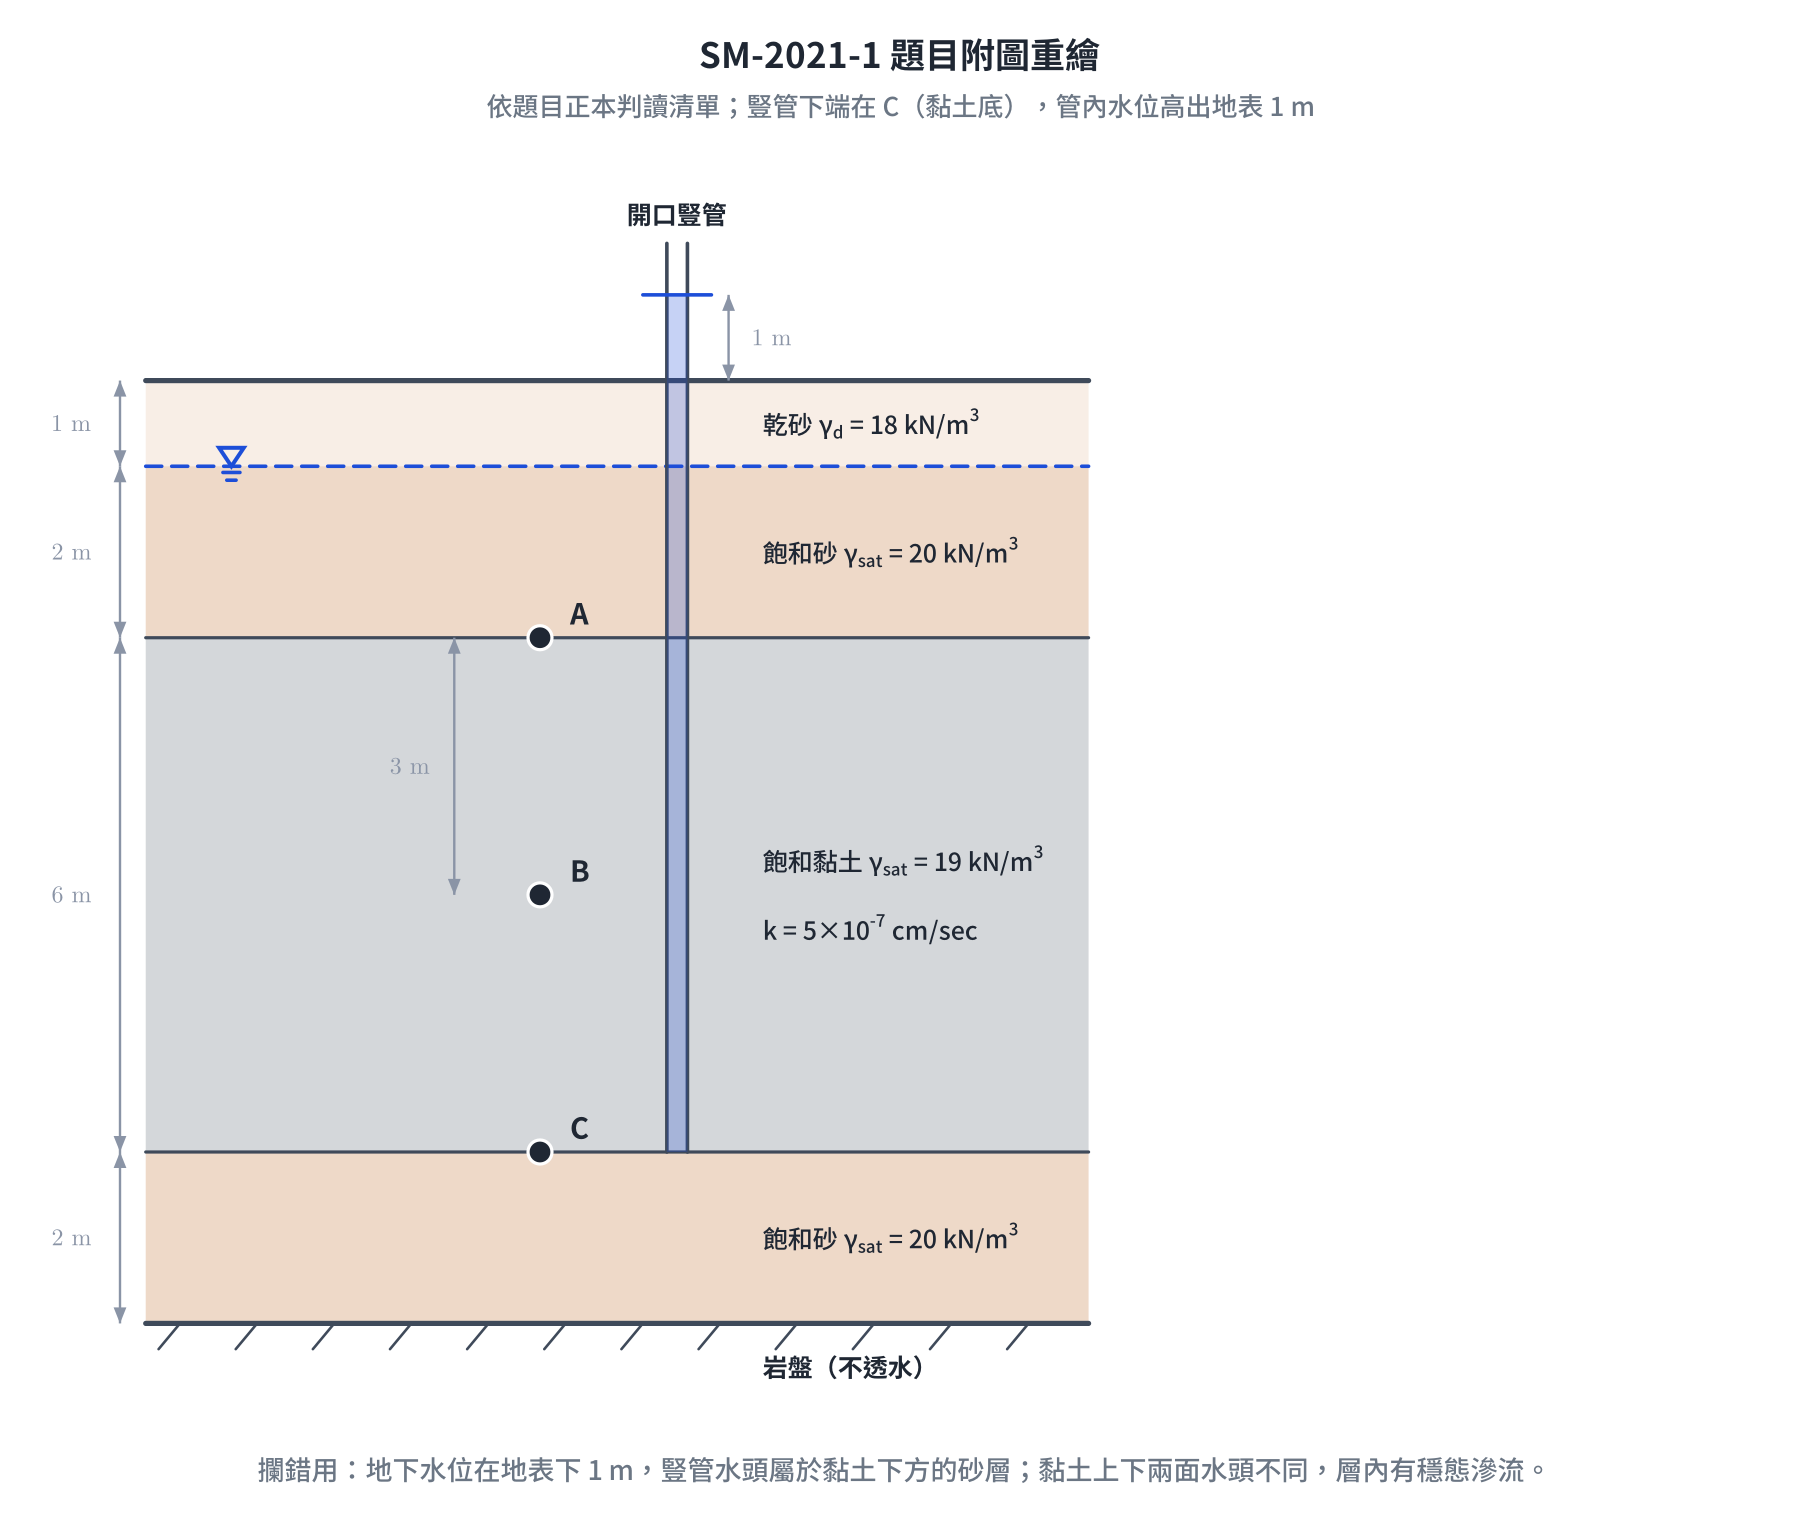 SM-2021-1 題目附圖重繪
依題目正本判讀清單；豎管下端在 C（黏土底），管內水位高出地表 1 m
開口豎管
1 m
1 m
乾砂 γd = 18 kN/m³
2 m
飽和砂 γsat = 20 kN/m³
A
3 m
B
飽和黏土 γsat = 19 kN/m³
6 m
k = 5×10⁻⁷ cm/sec
C
2 m
飽和砂 γsat = 20 kN/m³
岩盤（不透水）
攔錯用：地下水位在地表下 1 m，豎管水頭屬於黏土下方的砂層；黏土上下兩面水頭不同，層內有穩態滲流。